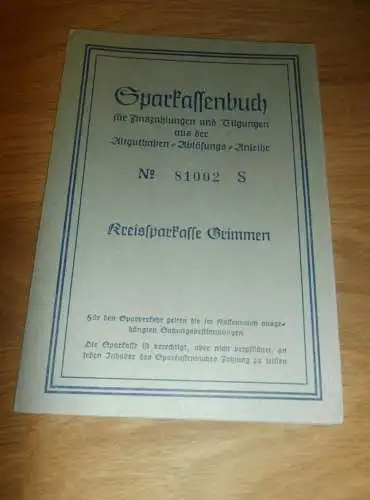 Sparkassenbuch
für Zinszahlungen und Tilgungen
aus der
Altguthaben-Ablösungs-Anleihe
No 81002 S
Kreissparkasse Grimmen
Für den Sparverkehr gelten die im Kassenraum ausge-
hängten Satzungsbestimmungen
Die Sparkasse ist berechtigt, aber nicht verpflichtet, an
jeden Inhaber des Sparkassenbuches Zahlung zu leisten